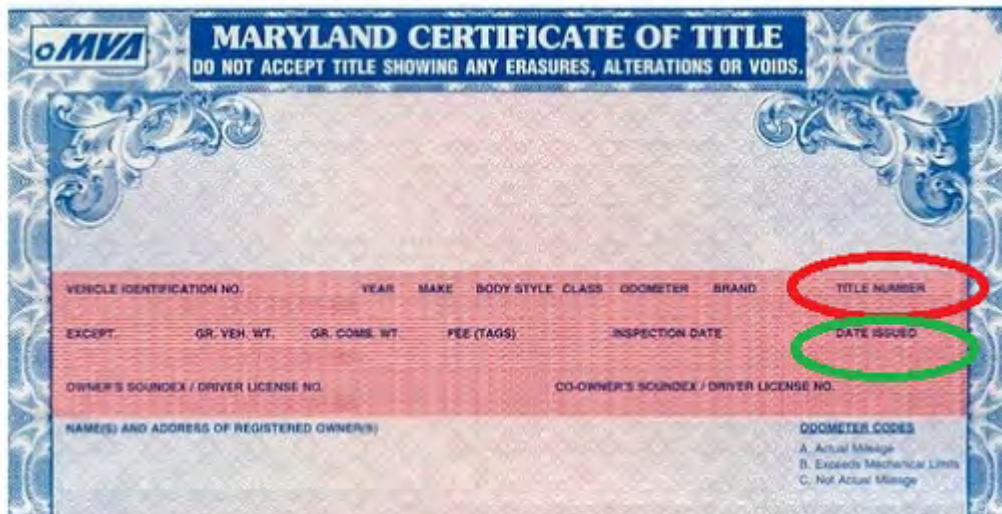 MVA
MARYLAND CERTIFICATE OF TITLE
DO NOT ACCEPT TITLE SHOWING ANY ERASURES, ALTERATIONS OR VOIDS.
VEHICLE IDENTIFICATION NO. YEAR MAKE BODY STYLE CLASS ODOMETER BRAND TITLE NUMBER
EXCEPT GR. VEH. WT. GR. COMB. WT FEE (TAGS) INSPECTION DATE DATE ISSUED
OWNER'S SOUNDEX / DRIVER LICENSE NO. CO-OWNER'S SOUNDEX / DRIVER LICENSE NO.
NAME(S) AND ADDRESS OF REGISTERED OWNER(S) ODOMETER CODES
A. Actual Mileage
B. Exceeds Mechanical Limits
C. Not Actual Mileage